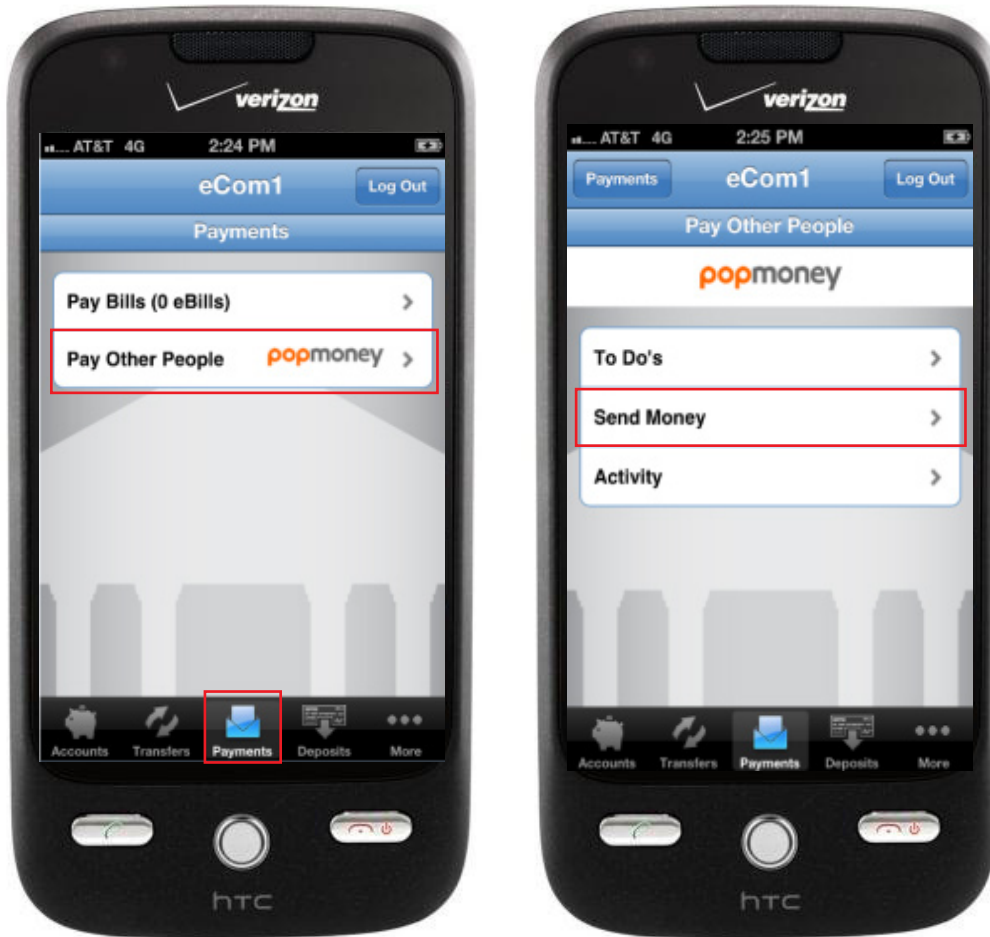 verizon
AT&T 4G 2:24 PM
eCom1 Log Out
Payments
Pay Bills (0 eBills)
Pay Other People popmoney
Accounts Transfers Payments Deposits More
hTC
verizon
AT&T 4G 2:25 PM
Payments eCom1 Log Out
Pay Other People
popmoney
To Do's
Send Money
Activity
Accounts Transfers Payments Deposits More
hTC